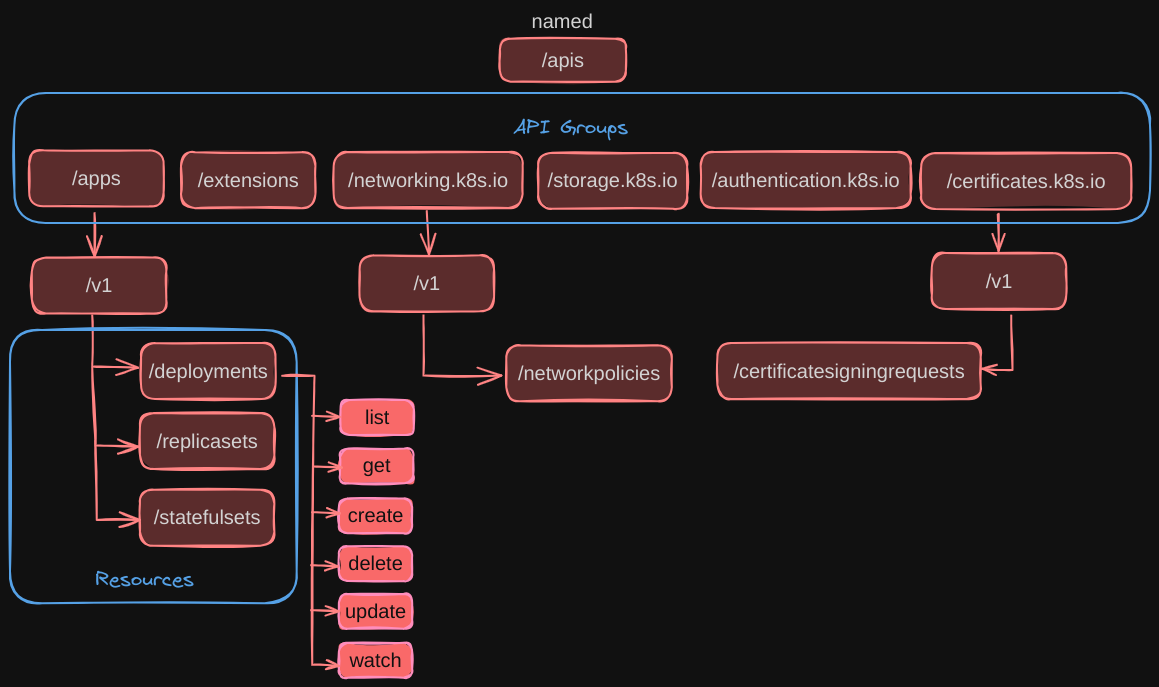 named
/apis
API Groups
/apps
/extensions
/networking.k8s.io
/storage.k8s.io
/authentication.k8s.io
/certificates.k8s.io
/v1
/v1
/v1
/deployments
/replicasets
/statefulsets
Resources
list
get
create
delete
update
watch
/networkpolicies
/certificatesigningrequests